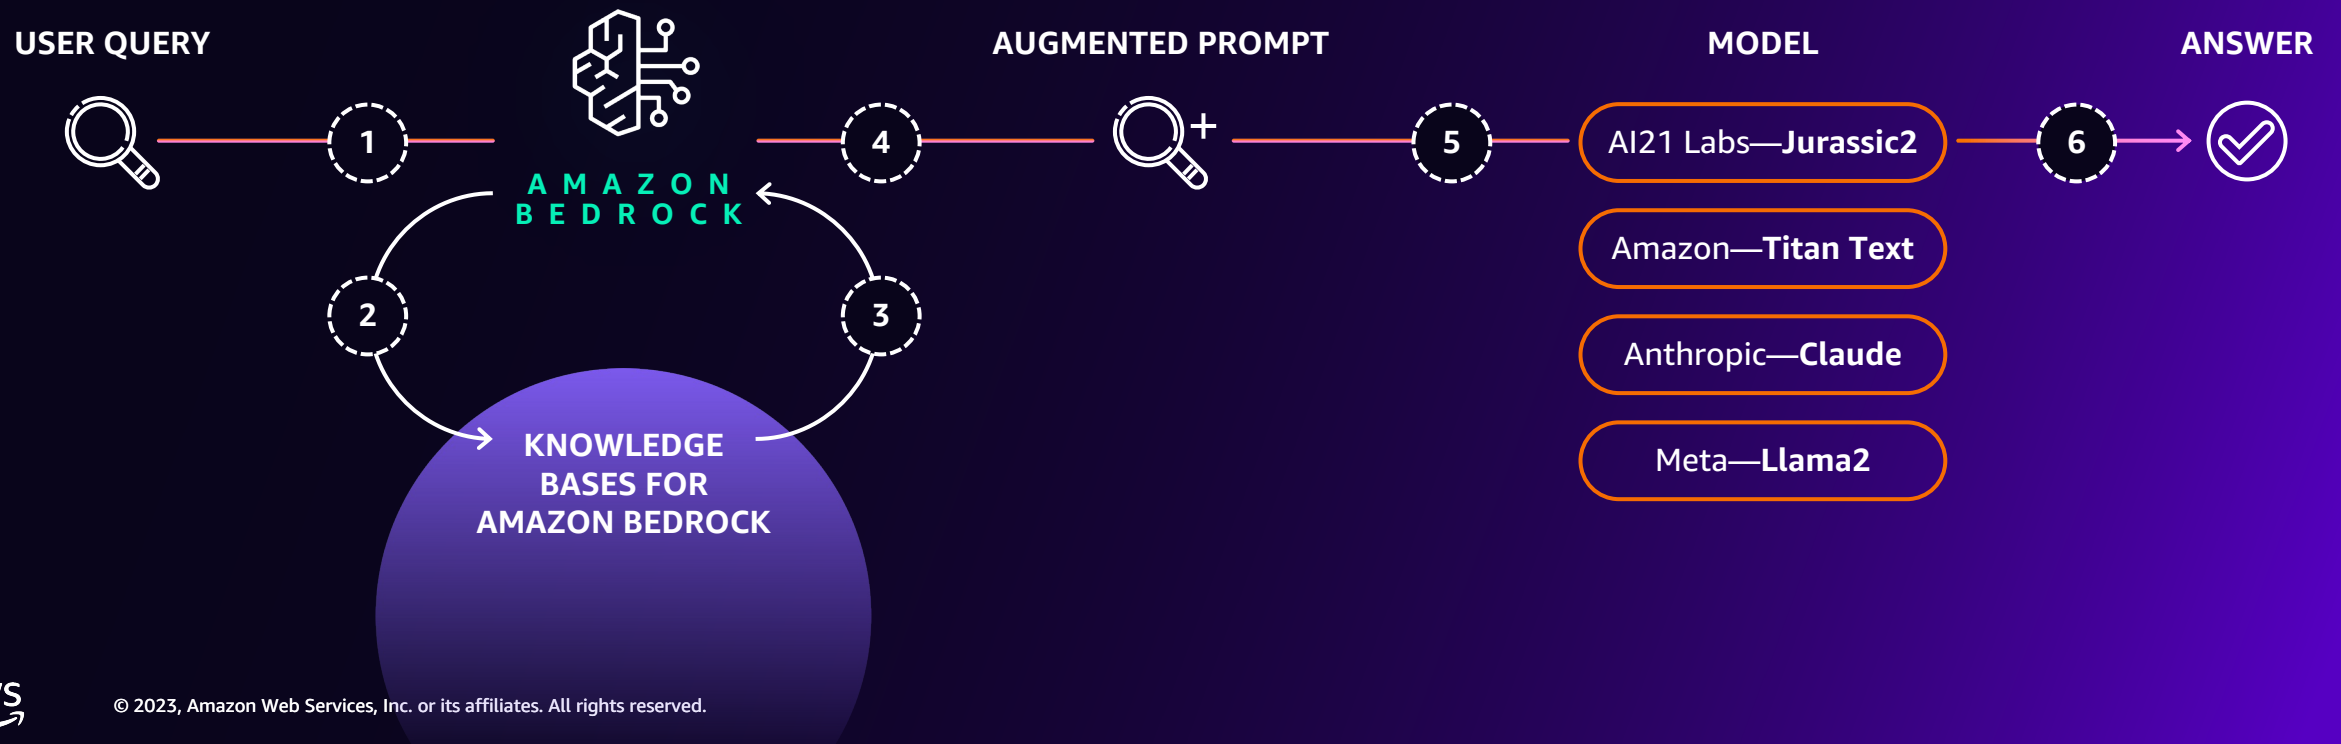 USER QUERY
AUGMENTED PROMPT
MODEL
ANSWER
1
4
5
6
AI21 Labs—Jurassic2
AMAZON
BEDROCK
Amazon—Titan Text
2
3
Anthropic—Claude
KNOWLEDGE
BASES FOR
AMAZON BEDROCK
Meta—Llama2
© 2023, Amazon Web Services, Inc. or its affiliates. All rights reserved.